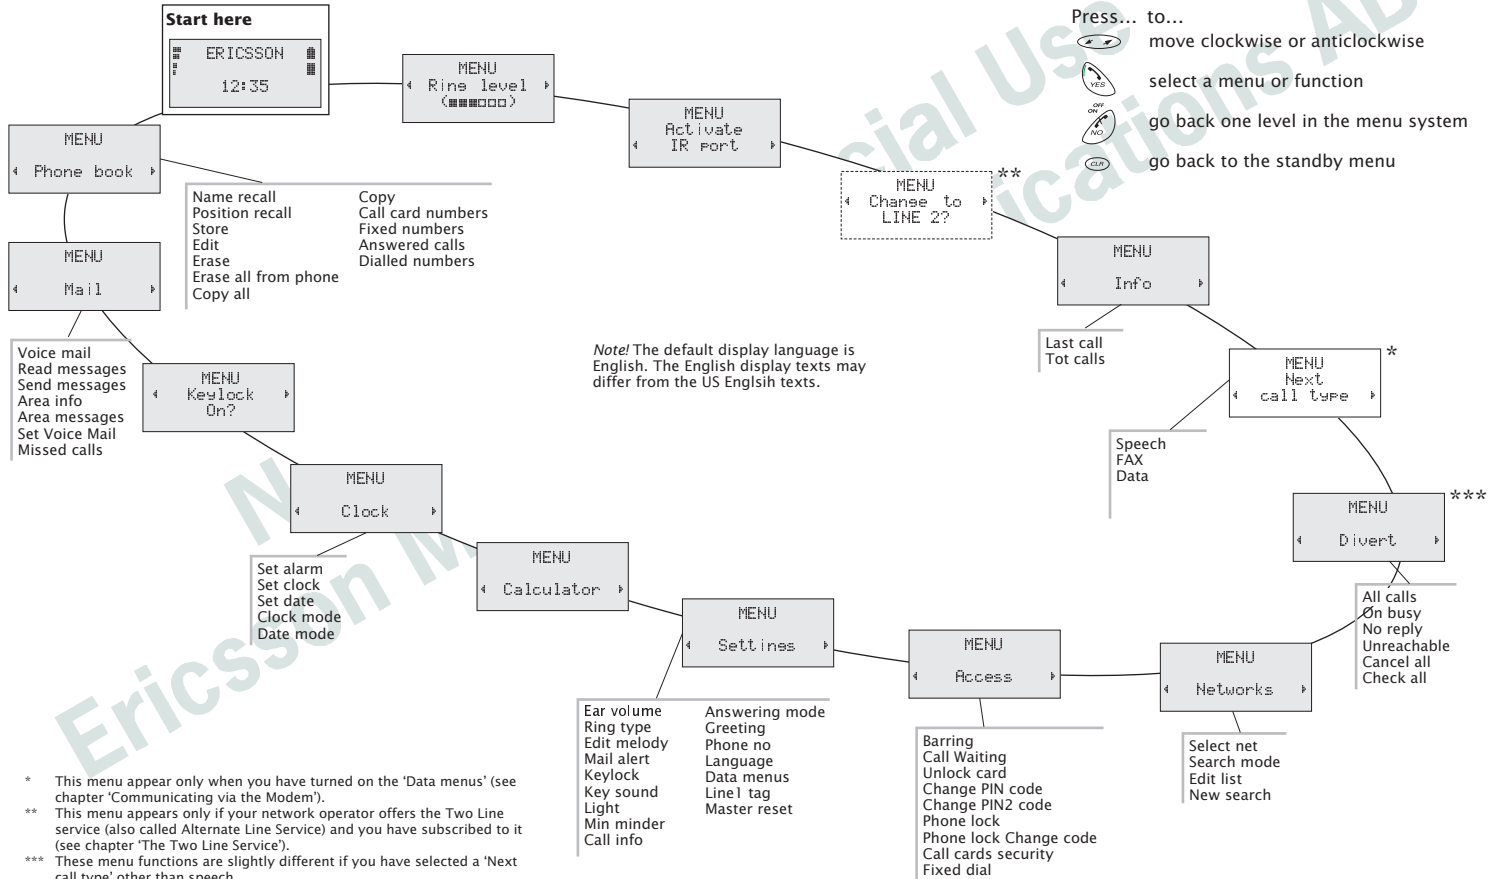 Start here
ERICSSON
12:35
MENU
Ring level
MENU
Activate
IR port
**
MENU
Change to
LINE 2?
MENU
Info
Last call
Tot calls
*
MENU
Next
call type
Speech
FAX
Data
***
MENU
Divert
All calls
On busy
No reply
Unreachable
Cancel all
Check all
MENU
Networks
Select net
Search mode
Edit list
New search
MENU
Access
Barring
Call Waiting
Unlock card
Change PIN code
Change PIN2 code
Phone lock
Phone lock Change code
Call cards security
Fixed dial
MENU
Settings
Ear volume
Ring type
Edit melody
Mail alert
Keylock
Key sound
Light
Min minder
Call info
Answering mode
Greeting
Phone no
Language
Data menus
Line1 tag
Master reset
MENU
Calculator
MENU
Clock
Set alarm
Set clock
Set date
Clock mode
Date mode
MENU
Keylock
On?
MENU
Mail
Voice mail
Read messages
Send messages
Area info
Area messages
Set Voice Mail
Missed calls
MENU
Phone book
Name recall
Position recall
Store
Edit
Erase
Erase all from phone
Copy all
Copy
Call card numbers
Fixed numbers
Answered calls
Dialled numbers
Press... to...
move clockwise or anticlockwise
YES
select a menu or function
OFF
ON
NO
go back one level in the menu system
CLR
go back to the standby menu
Note! The default display language is
English. The English display texts may
differ from the US Englsih texts.
* This menu appear only when you have turned on the ‘Data menus’ (see
chapter ‘Communicating via the Modem’).
** This menu appears only if your network operator offers the Two Line
service (also called Alternate Line Service) and you have subscribed to it
(see chapter ‘The Two Line Service’).
*** These menu functions are slightly different if you have selected a ‘Next
call type’ other than speech.